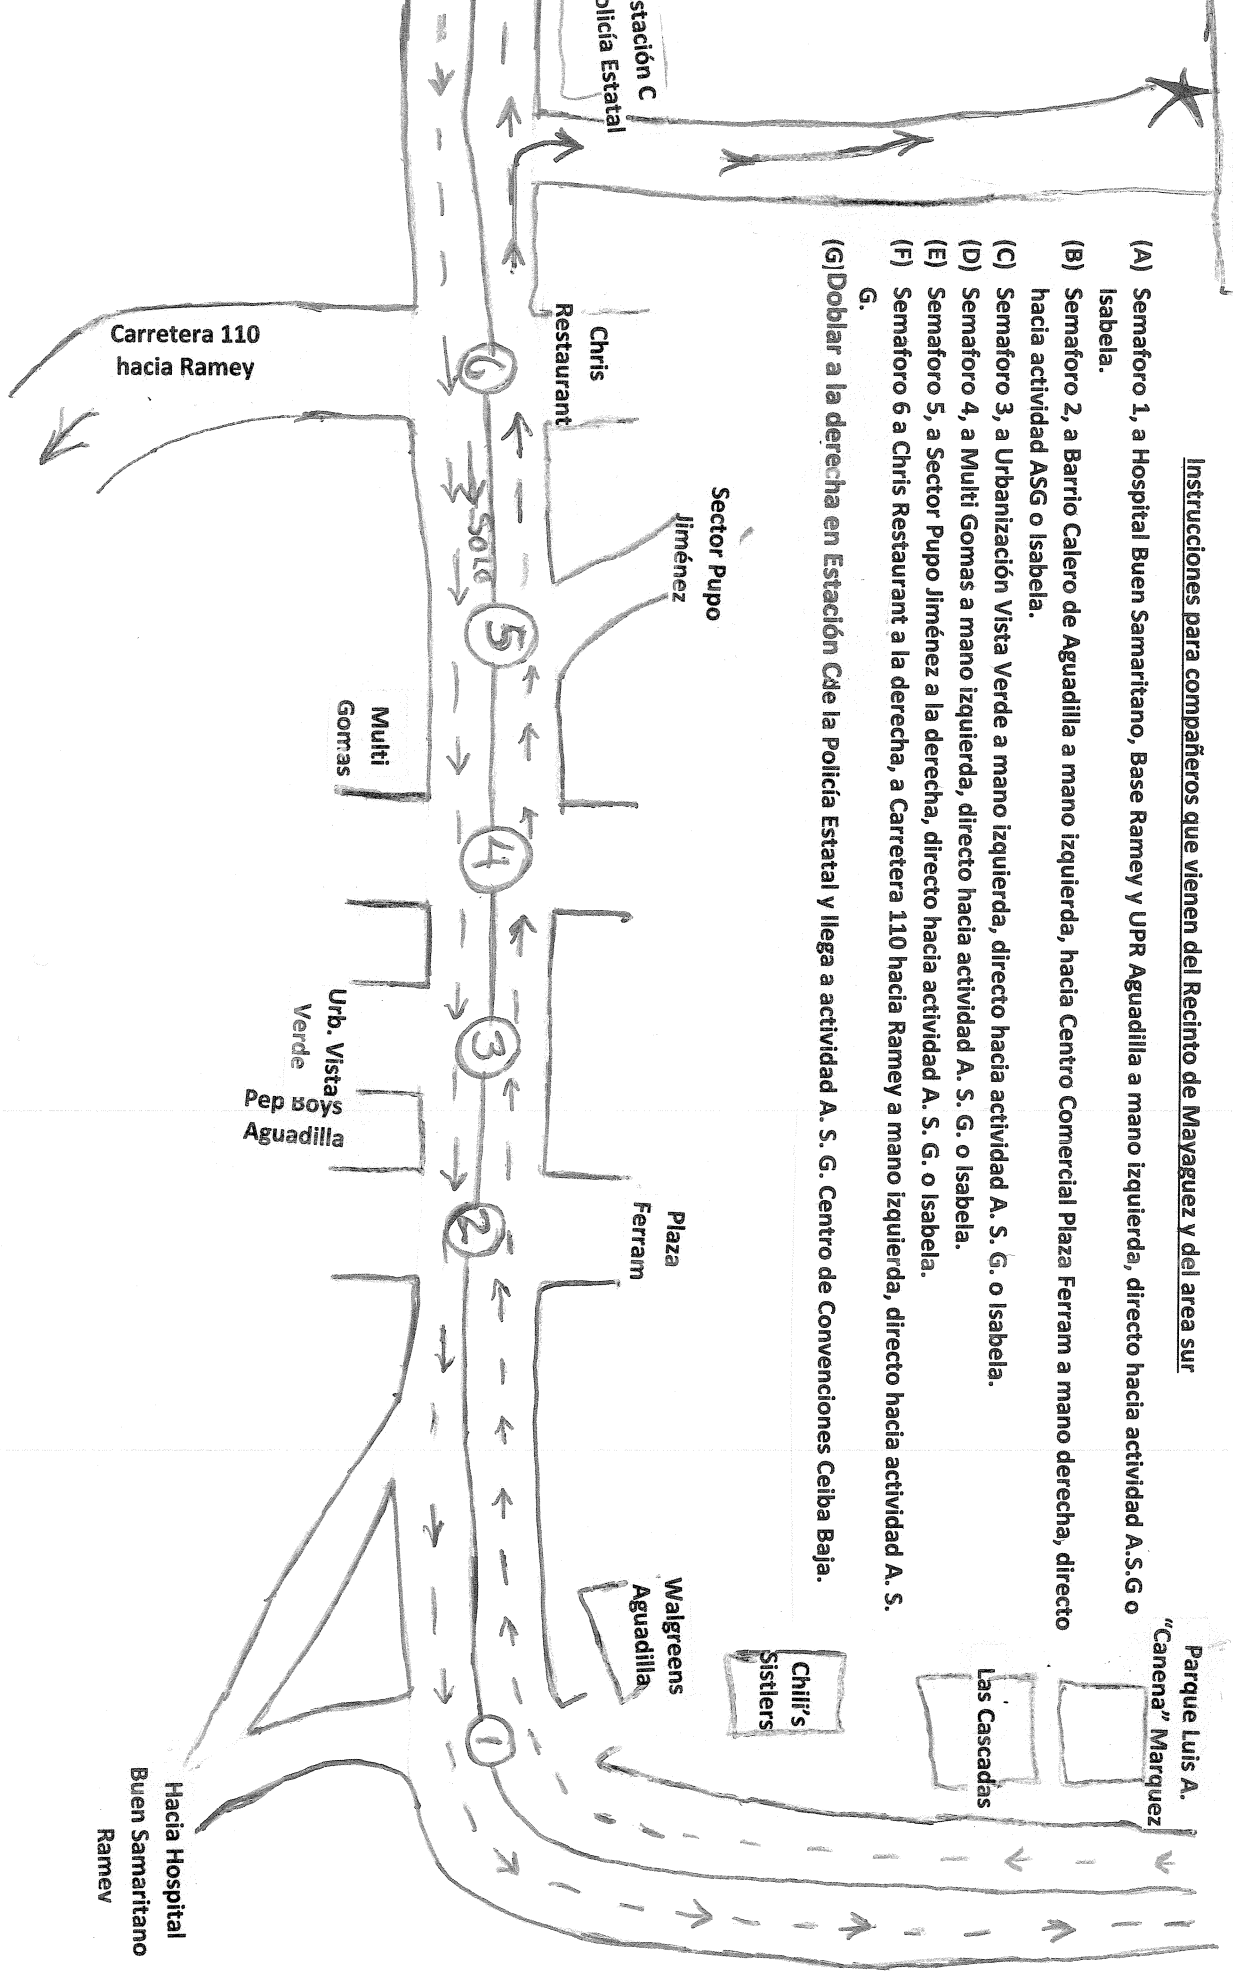 Instrucciones para compañeros que vienen del Recinto de Mayaguez y del area sur
(A) Semaforo 1, a Hospital Buen Samaritano, Base Ramey y UPR Aguadilla a mano izquierda, directo hacia actividad A.S.G o
Isabela.
(B) Semaforo 2, a Barrio Calero de Aguadilla a mano izquierda, hacia Centro Comercial Plaza Ferram a mano derecha, directo
hacia actividad ASG o Isabela.
(C) Semaforo 3, a Urbanización Vista Verde a mano izquierda, directo hacia actividad A. S. G. o Isabela.
(D) Semaforo 4, a Multi Gomas a mano izquierda, directo hacia actividad A. S. G. o Isabela.
(E) Semaforo 5, a Sector Pupo Jiménez a la derecha, directo hacia actividad A. S. G. o Isabela.
(F) Semaforo 6 a Chris Restaurant a la derecha, a Carretera 110 hacia Ramey a mano izquierda, directo hacia actividad A. S.
G.
(G) Doblar a la derecha en Estación C de la Policía Estatal y llega a actividad A. S. G. Centro de Convenciones Ceiba Baja.
Parque Luis A.
"Canena" Marquez
Las Cascadas
Chili's
Sistlers
Walgreens
Aguadilla
Plaza
Ferram
Sector Pupo
Jiménez
Chris
Restaurant
stación C
olicía Estatal
6
Solo
5
4
3
2
1
Carretera 110
hacia Ramey
Multi
Gomas
Urb. Vista
Verde
Pep Boys
Aguadilla
Hacia Hospital
Buen Samaritano
Ramey